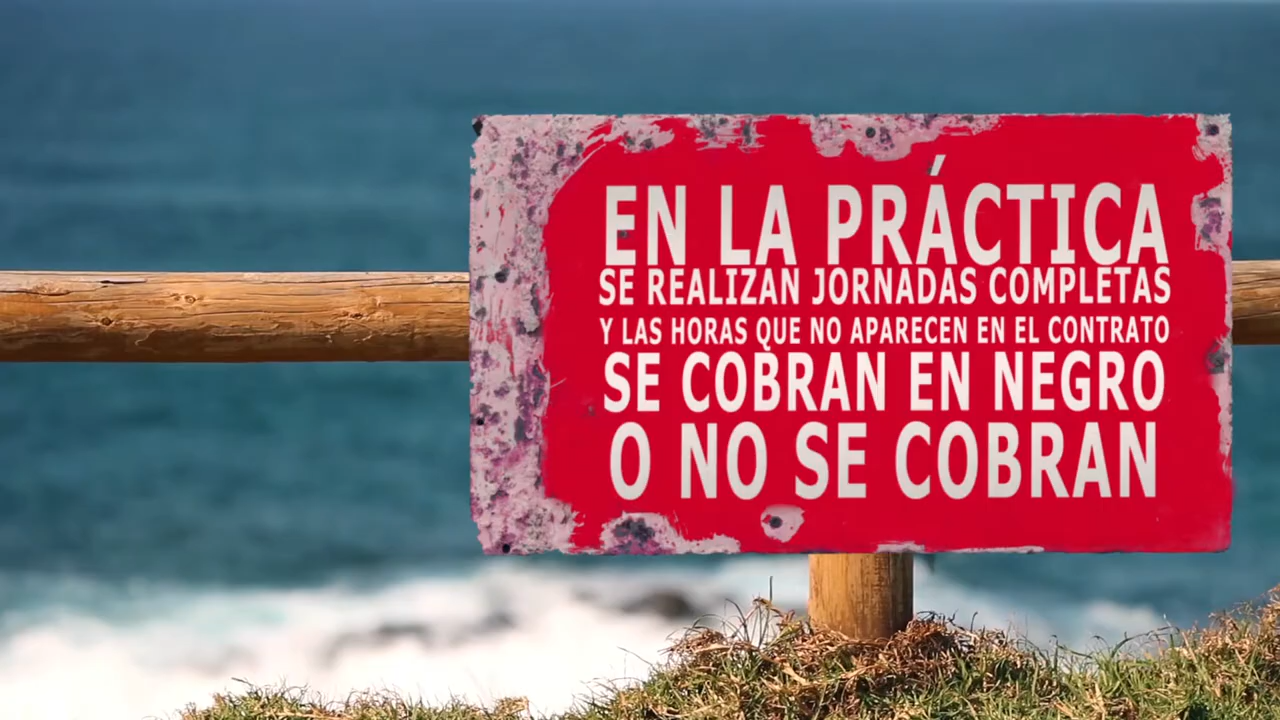 EN LA PRÁCTICA
SE REALIZAN JORNADAS COMPLETAS
Y LAS HORAS QUE NO APARECEN EN EL CONTRATO
SE COBRAN EN NEGRO
O NO SE COBRAN